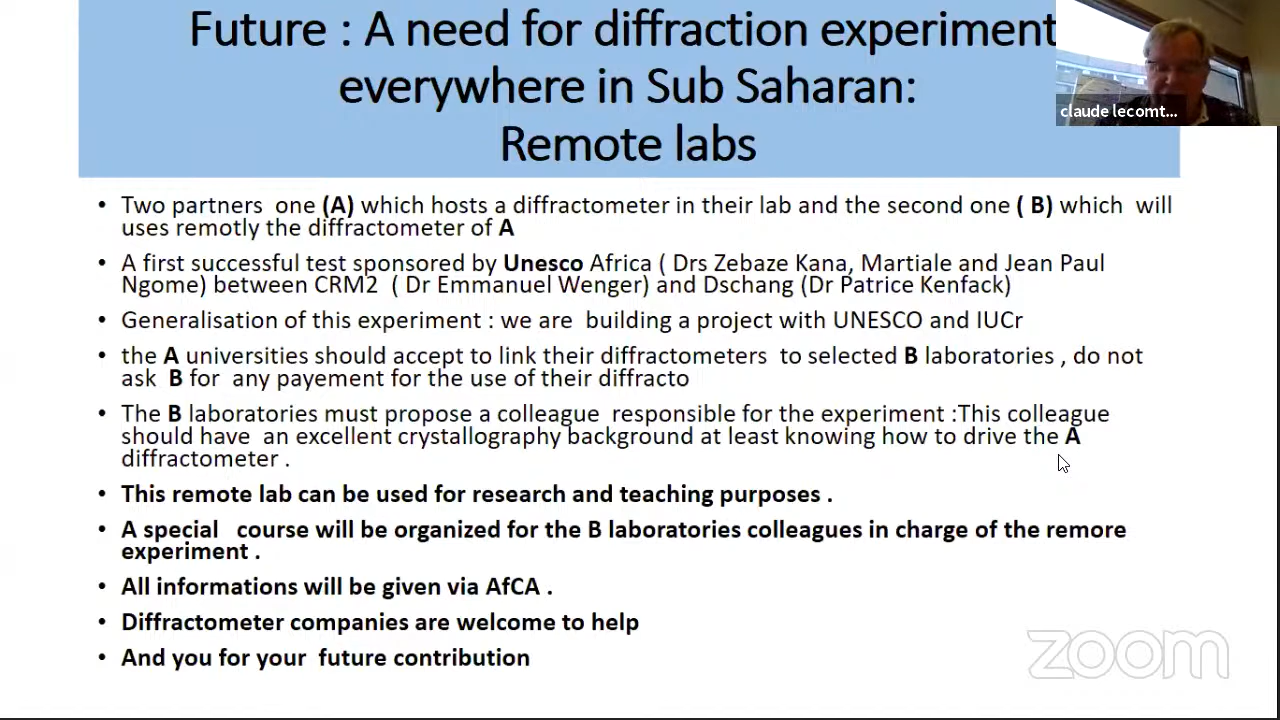 Future : A need for diffraction experiment
everywhere in Sub Saharan:
Remote labs
claude lecomt...
• Two partners one (A) which hosts a diffractometer in their lab and the second one ( B) which will
uses remotly the diffractometer of A
• A first successful test sponsored by Unesco Africa ( Drs Zebaze Kana, Martiale and Jean Paul
Ngome) between CRM2 ( Dr Emmanuel Wenger) and Dschang (Dr Patrice Kenfack)
• Generalisation of this experiment : we are building a project with UNESCO and IUCr
• the A universities should accept to link their diffractometers to selected B laboratories , do not
ask B for any payement for the use of their diffracto
• The B laboratories must propose a colleague responsible for the experiment :This colleague
should have an excellent crystallography background at least knowing how to drive the A
diffractometer .
• This remote lab can be used for research and teaching purposes .
• A special course will be organized for the B laboratories colleagues in charge of the remore
experiment .
• All informations will be given via AfCA .
• Diffractometer companies are welcome to help
• And you for your future contribution
zoom